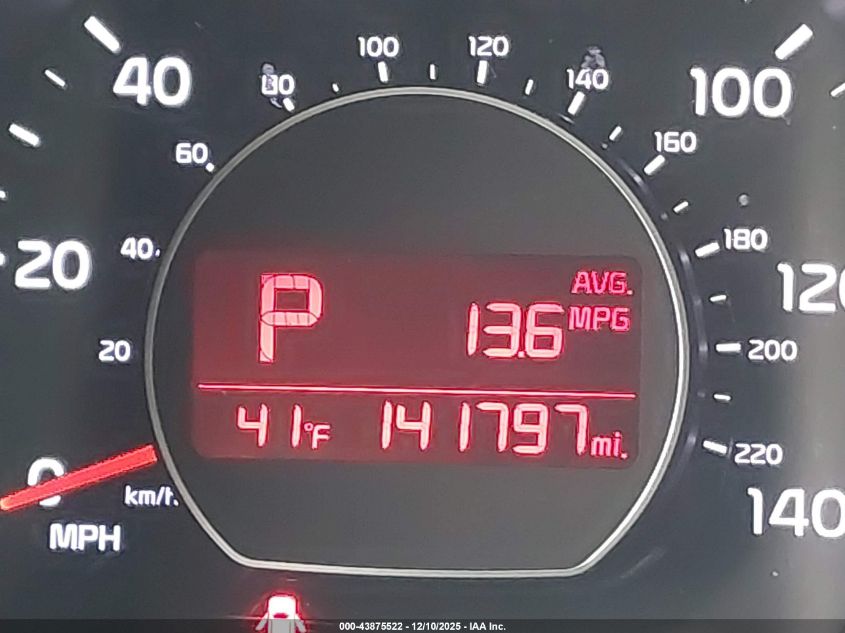 100 120
40 80 140 100
60 160
40 180
20 120
AVG.
P 13.6 MPG
20 200
41°F 141797 mi.
0 220
km/h.
140
MPH
000-43875522 - 12/10/2025 - IAA Inc.